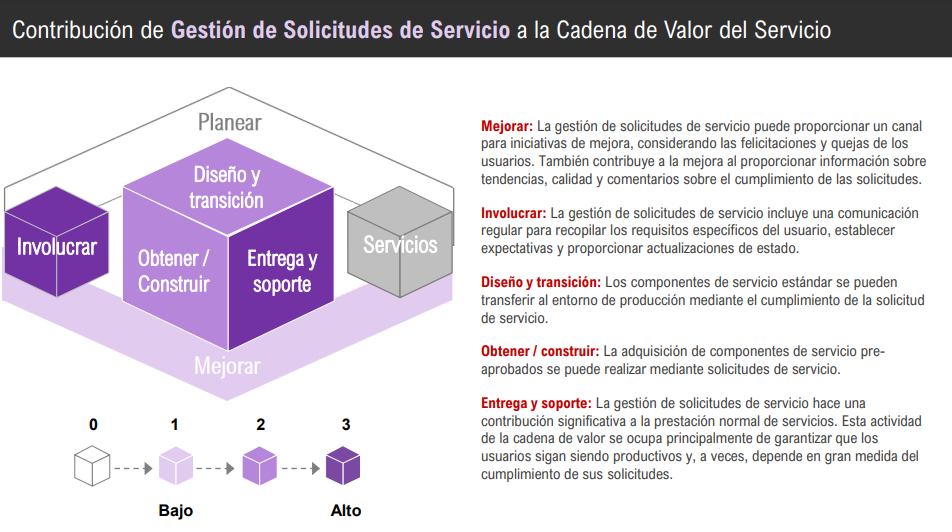 Contribución de Gestión de Solicitudes de Servicio a la Cadena de Valor del Servicio
Planear
Diseño y
transición
Involucrar
Obtener /
Construir
Entrega y
soporte
Servicios
Mejorar
0
1
2
3
Bajo
Alto
Mejorar: La gestión de solicitudes de servicio puede proporcionar un canal
para iniciativas de mejora, considerando las felicitaciones y quejas de los
usuarios. También contribuye a la mejora al proporcionar información sobre
tendencias, calidad y comentarios sobre el cumplimiento de las solicitudes.
Involucrar: La gestión de solicitudes de servicio incluye una comunicación
regular para recopilar los requisitos especificos del usuario, establecer
expectativas y proporcionar actualizaciones de estado.
Diseño y transición: Los componentes de servicio estándar se pueden
transferir al entorno de producción mediante el cumplimiento de la solicitud
de servicio.
Obtener / construir: La adquisición de componentes de servicio pre-
aprobados se puede realizar mediante solicitudes de servicio.
Entrega y soporte: La gestión de solicitudes de servicio hace una
contribución significativa a la prestación normal de servicios. Esta actividad
de la cadena de valor se ocupa principalmente de garantizar que los
usuarios sigan siendo productivos y, a veces, depende en gran medida del
cumplimiento de sus solicitudes.